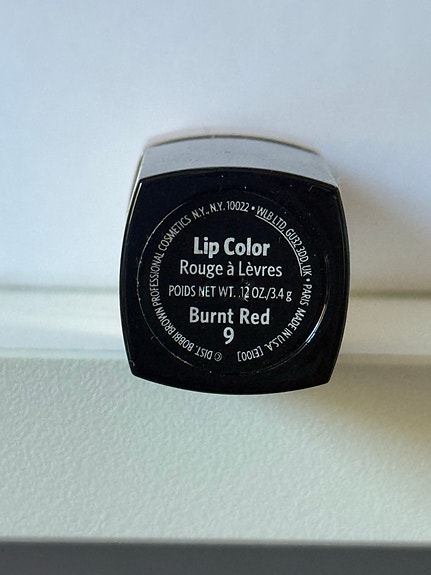 Lip Color
Rouge à Lèvres
POIDS NET WT. .12 OZ./3.4 g
Burnt Red
9
© DIST. BOBBI BROWN PROFESSIONAL COSMETICS N.Y., N.Y. 10022 • WLB LTD. GU32 3DD, UK • PARIS MADE IN U.S.A. [E100]